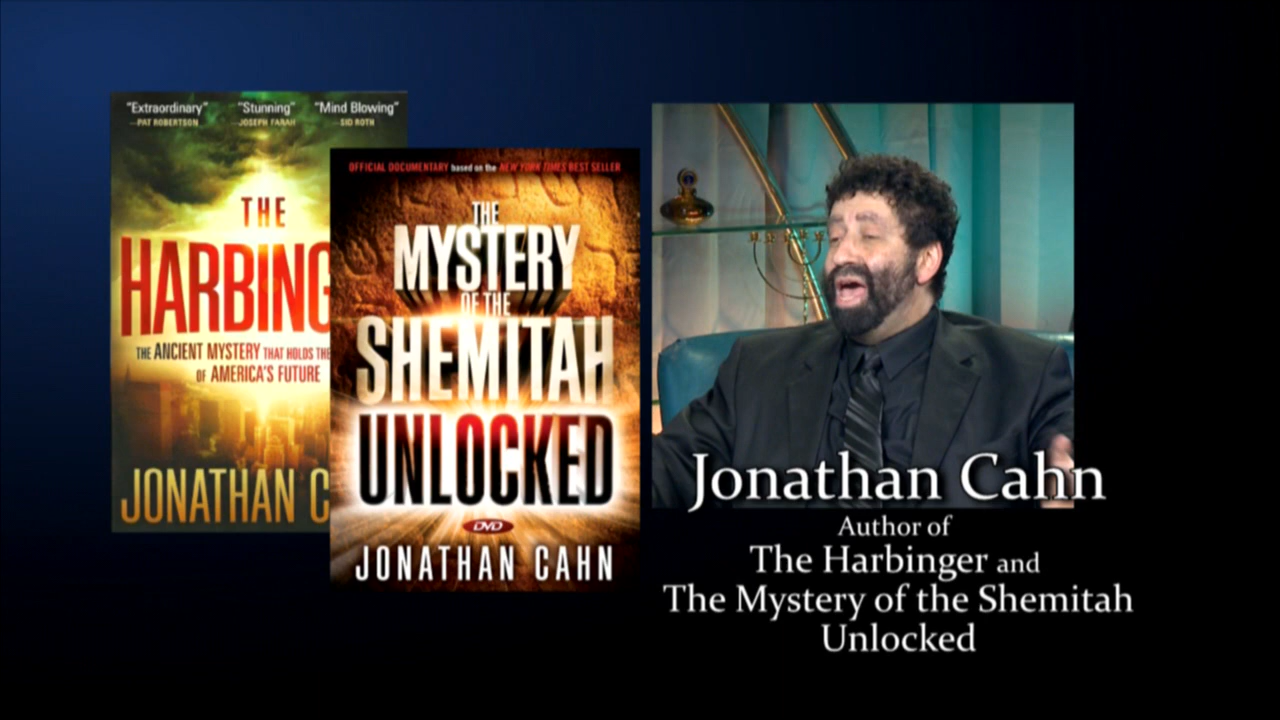 "Extraordinary"
—PAT ROBERTSON
"Stunning"
—JOSEPH FARAH
"Mind Blowing"
—SID ROTH
THE
HARBING
THE ANCIENT MYSTERY THAT HOLDS THE
OF AMERICA'S FUTURE
JONATHAN C
OFFICIAL DOCUMENTARY based on the NEW YORK TIMES BEST SELLER
THE
MYSTERY
OF THE
SHEMITAH
UNLOCKED
DVD
JONATHAN CAHN
Jonathan Cahn
Author of
The Harbinger and
The Mystery of the Shemitah
Unlocked